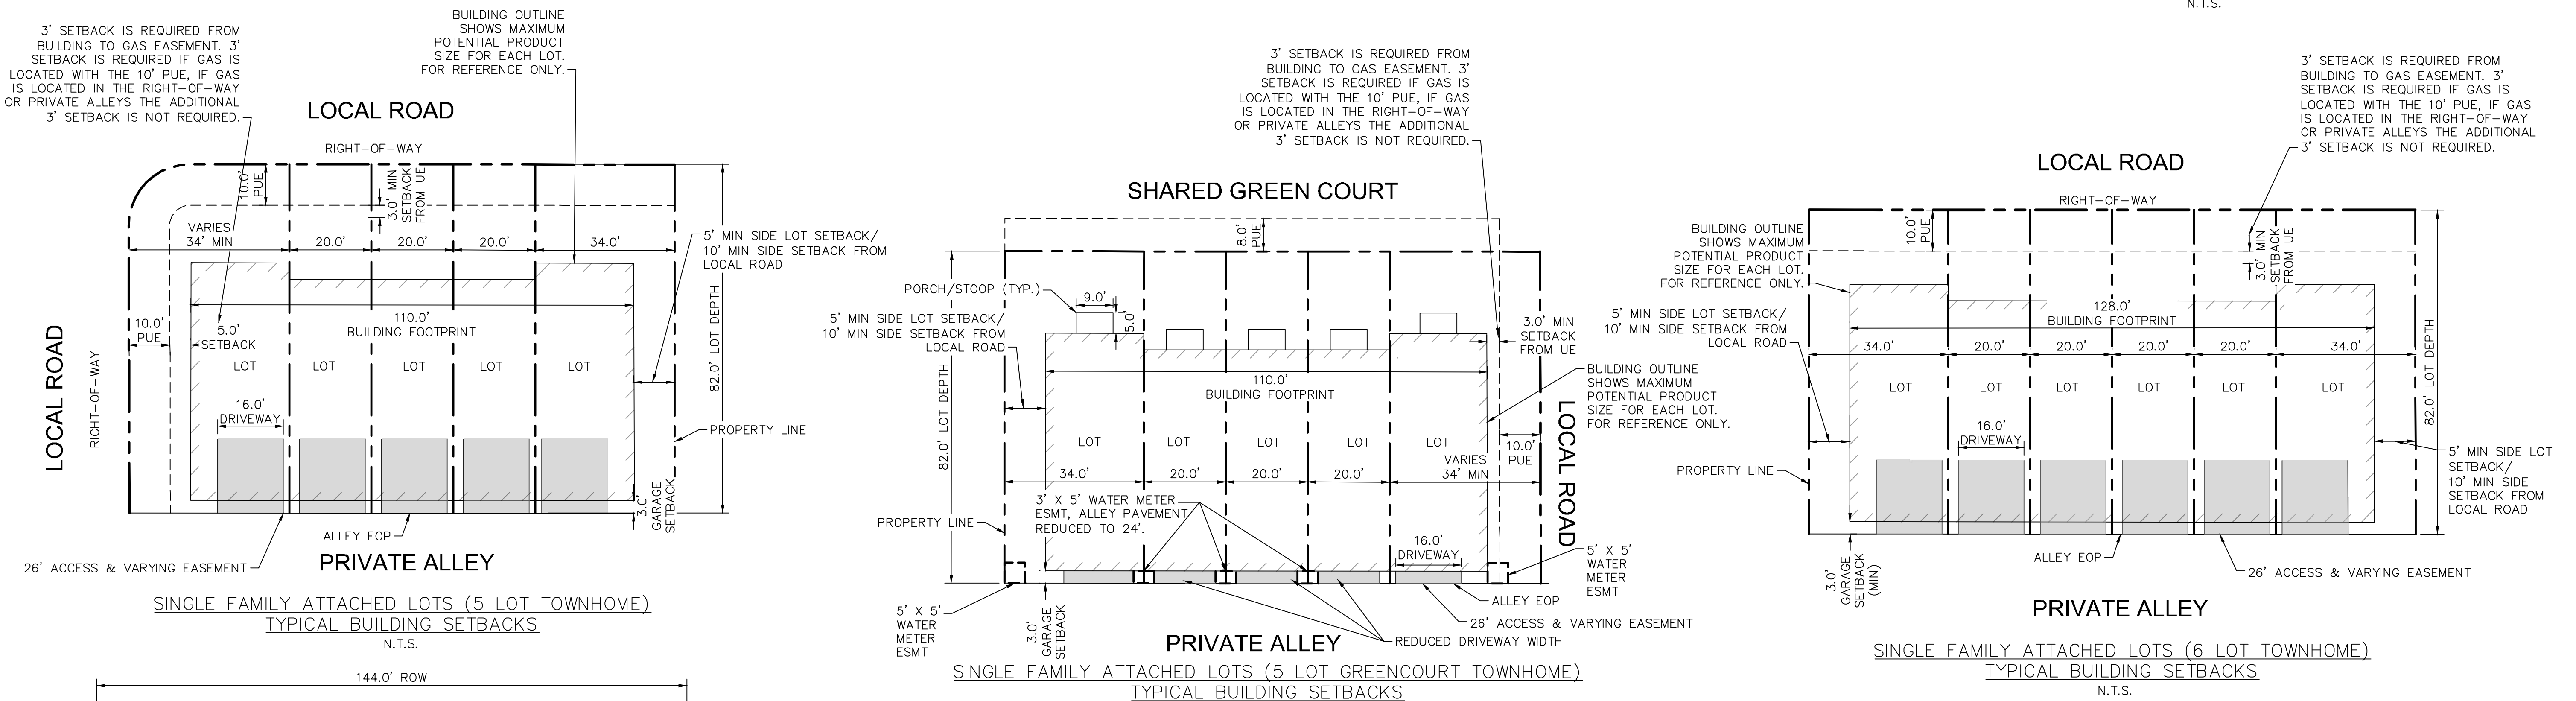 3' SETBACK IS REQUIRED FROM
BUILDING TO GAS EASEMENT. 3'
SETBACK IS REQUIRED IF GAS IS
LOCATED WITH THE 10' PUE, IF GAS
IS LOCATED IN THE RIGHT-OF-WAY
OR PRIVATE ALLEYS THE ADDITIONAL
3' SETBACK IS NOT REQUIRED.
BUILDING OUTLINE
SHOWS MAXIMUM
POTENTIAL PRODUCT
SIZE FOR EACH LOT.
FOR REFERENCE ONLY.
LOCAL ROAD
RIGHT-OF-WAY
10.0'
PUE
3.0' MIN
SETBACK
FROM UE
VARIES
34' MIN
20.0'
20.0'
20.0'
34.0'
5' MIN SIDE LOT SETBACK/
10' MIN SIDE SETBACK FROM
LOCAL ROAD
110.0'
BUILDING FOOTPRINT
10.0'
PUE
5.0'
SETBACK
LOT
LOT
LOT
LOT
LOT
82.0' LOT DEPTH
LOCAL ROAD
RIGHT-OF-WAY
16.0'
DRIVEWAY
PROPERTY LINE
3.0'
GARAGE
SETBACK
ALLEY EOP
PRIVATE ALLEY
26' ACCESS & VARYING EASEMENT
SINGLE FAMILY ATTACHED LOTS (5 LOT TOWNHOME)
TYPICAL BUILDING SETBACKS
N.T.S.
144.0' ROW
3' SETBACK IS REQUIRED FROM
BUILDING TO GAS EASEMENT. 3'
SETBACK IS REQUIRED IF GAS IS
LOCATED WITH THE 10' PUE, IF GAS
IS LOCATED IN THE RIGHT-OF-WAY
OR PRIVATE ALLEYS THE ADDITIONAL
3' SETBACK IS NOT REQUIRED.
SHARED GREEN COURT
8.0'
PUE
PORCH/STOOP (TYP.)
9.0'
5.0'
5' MIN SIDE LOT SETBACK/
10' MIN SIDE SETBACK FROM
LOCAL ROAD
3.0' MIN
SETBACK
FROM UE
110.0'
BUILDING FOOTPRINT
BUILDING OUTLINE
SHOWS MAXIMUM
POTENTIAL PRODUCT
SIZE FOR EACH LOT.
FOR REFERENCE ONLY.
82.0' LOT DEPTH
LOT
LOT
LOT
LOT
LOT
10.0'
PUE
LOCAL ROAD
34.0'
20.0'
20.0'
20.0'
VARIES
34' MIN
3' X 5' WATER METER
ESMT, ALLEY PAVEMENT
REDUCED TO 24'.
PROPERTY LINE
16.0'
DRIVEWAY
5' X 5'
WATER
METER
ESMT
5' X 5'
WATER
METER
ESMT
3.0'
GARAGE
SETBACK
ALLEY EOP
26' ACCESS & VARYING EASEMENT
REDUCED DRIVEWAY WIDTH
PRIVATE ALLEY
SINGLE FAMILY ATTACHED LOTS (5 LOT GREENCOURT TOWNHOME)
TYPICAL BUILDING SETBACKS
N.T.S.
3' SETBACK IS REQUIRED FROM
BUILDING TO GAS EASEMENT. 3'
SETBACK IS REQUIRED IF GAS IS
LOCATED WITH THE 10' PUE, IF GAS
IS LOCATED IN THE RIGHT-OF-WAY
OR PRIVATE ALLEYS THE ADDITIONAL
3' SETBACK IS NOT REQUIRED.
LOCAL ROAD
RIGHT-OF-WAY
BUILDING OUTLINE
SHOWS MAXIMUM
POTENTIAL PRODUCT
SIZE FOR EACH LOT.
FOR REFERENCE ONLY.
10.0'
PUE
3.0' MIN
SETBACK
FROM UE
128.0'
BUILDING FOOTPRINT
5' MIN SIDE LOT SETBACK/
10' MIN SIDE SETBACK FROM
LOCAL ROAD
34.0'
20.0'
20.0'
20.0'
20.0'
34.0'
82.0' LOT DEPTH
LOT
LOT
LOT
LOT
LOT
LOT
16.0'
DRIVEWAY
PROPERTY LINE
5' MIN SIDE LOT
SETBACK/
10' MIN SIDE
SETBACK FROM
LOCAL ROAD
3.0'
GARAGE
SETBACK
(MIN)
ALLEY EOP
26' ACCESS & VARYING EASEMENT
PRIVATE ALLEY
SINGLE FAMILY ATTACHED LOTS (6 LOT TOWNHOME)
TYPICAL BUILDING SETBACKS
N.T.S.